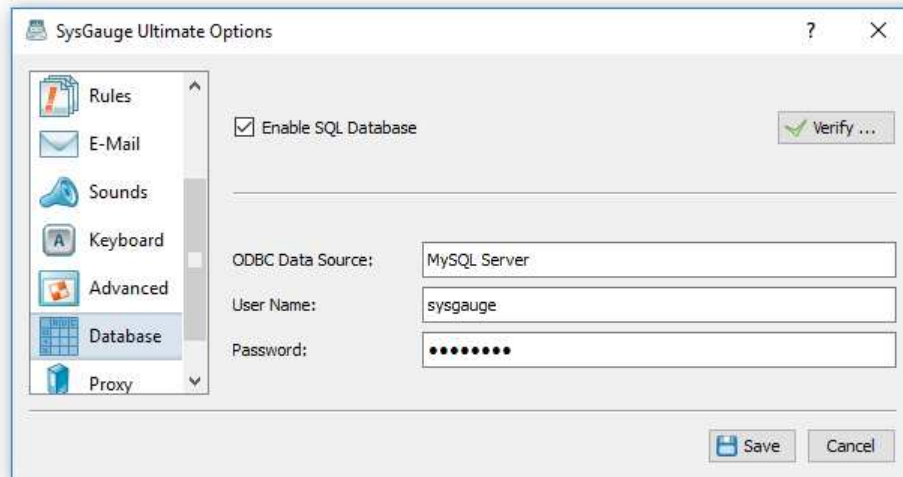 SysGauge Ultimate Options
?
Rules
E-Mail
Sounds
Keyboard
Advanced
Database
Proxy
Enable SQL Database
Verify ...
ODBC Data Source:
MySQL Server
User Name:
sysgauge
Password:
••••••••
Save
Cancel